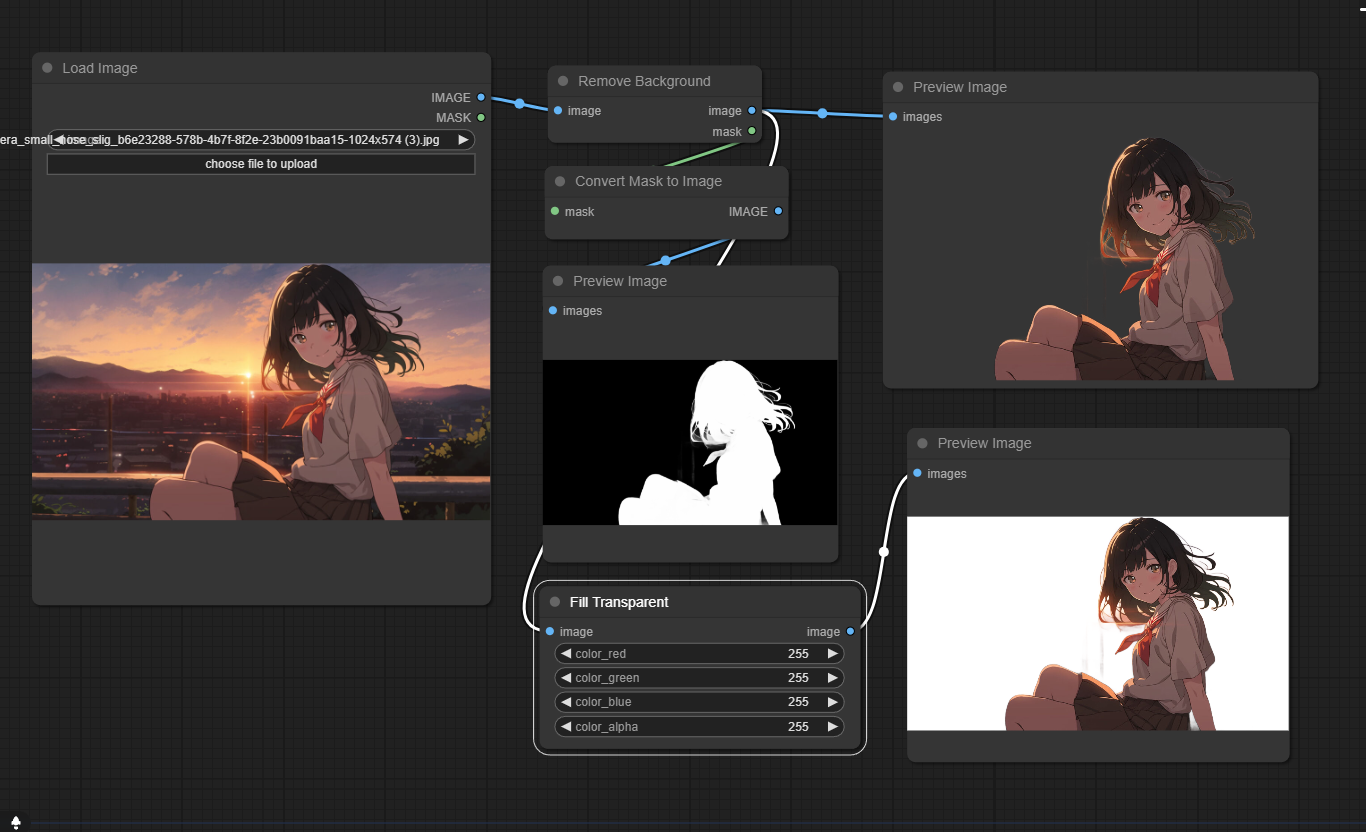 Load Image
IMAGE
MASK
era_small_nose_slig_b6e23288-578b-4b7f-8f2e-23b0091baa15-1024x574 (3).jpg
choose file to upload
Remove Background
image image
mask
Convert Mask to Image
mask IMAGE
Preview Image
images
Fill Transparent
image image
color_red 255
color_green 255
color_blue 255
color_alpha 255
Preview Image
images
Preview Image
images